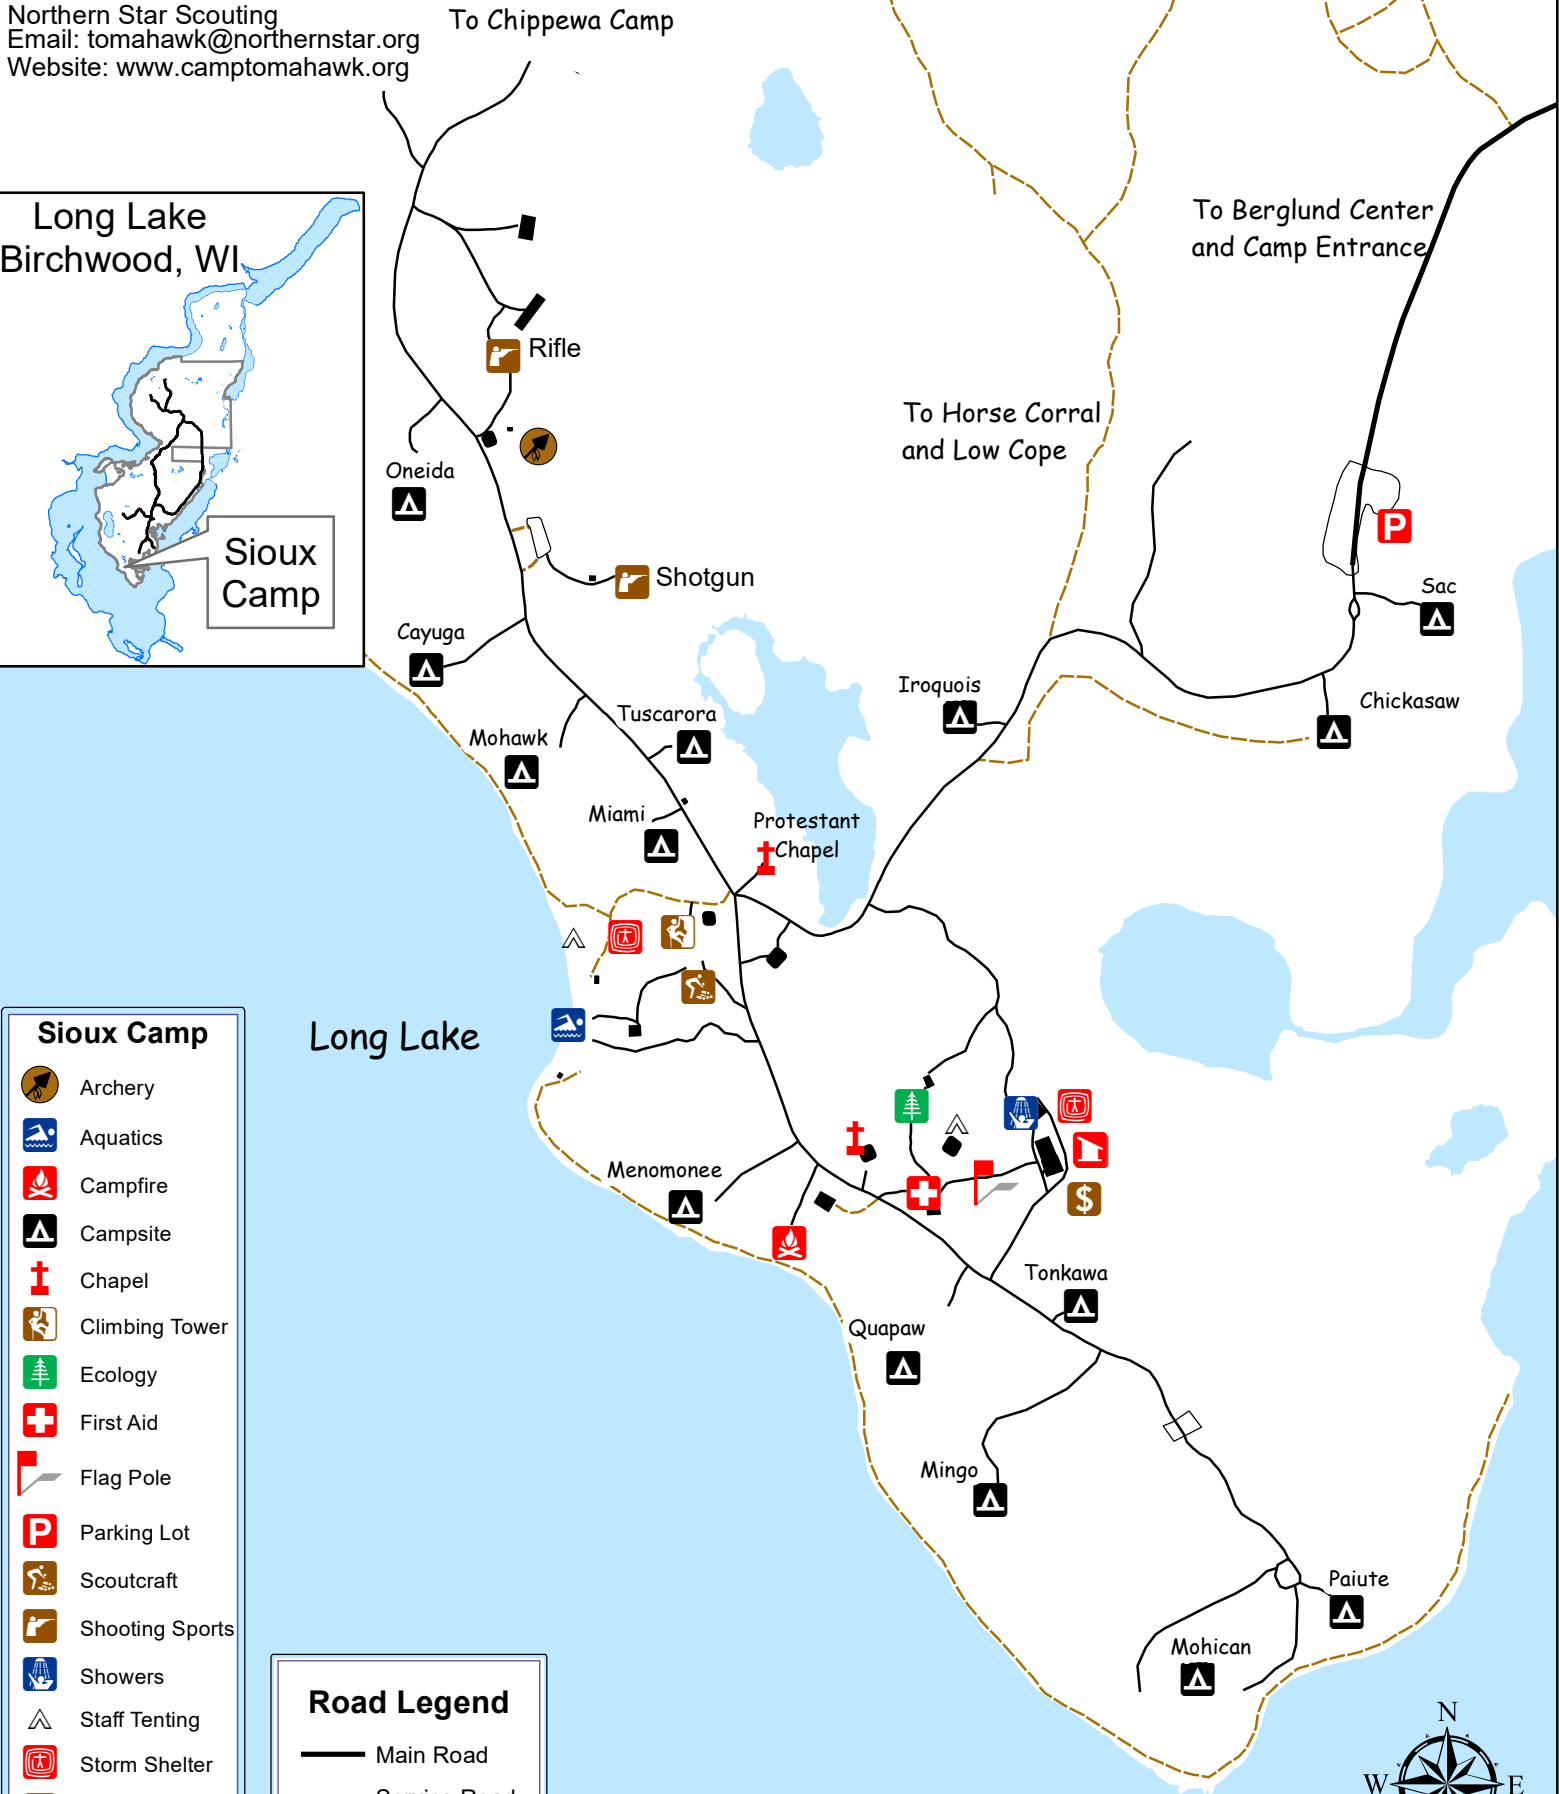 Northern Star Scouting
Email: tomahawk@northernstar.org
Website: www.camptomahawk.org
To Chippewa Camp
Long Lake
Birchwood, WI
Sioux
Camp
To Berglund Center
and Camp Entrance
Rifle
To Horse Corral
and Low Cope
Oneida
P
Shotgun
Sac
Cayuga
Iroquois
Chickasaw
Tuscarora
Mohawk
Miami
Protestant
Chapel
Long Lake
Menomonee
$
Tonkawa
Quapaw
Mingo
Paiute
Mohican
Sioux Camp
Archery
Aquatics
Campfire
Campsite
Chapel
Climbing Tower
Ecology
First Aid
Flag Pole
P Parking Lot
Scoutcraft
Shooting Sports
Showers
Staff Tenting
Storm Shelter
Road Legend
Main Road
Service Road
N
W E